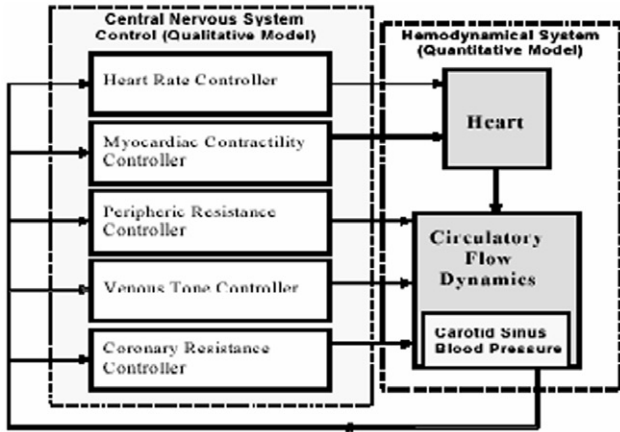 Central Nervous System
Control (Qualitative Model)
Heart Rate Controller
Myocardiac Contractility
Controller
Peripheric Resistance
Controller
Venous Tone Controller
Coronary Resistance
Controller
Hemodynamical System
(Quantitative Model)
Heart
Circulatory
Flow
Dynamics
Carotid Sinus
Blood Pressure